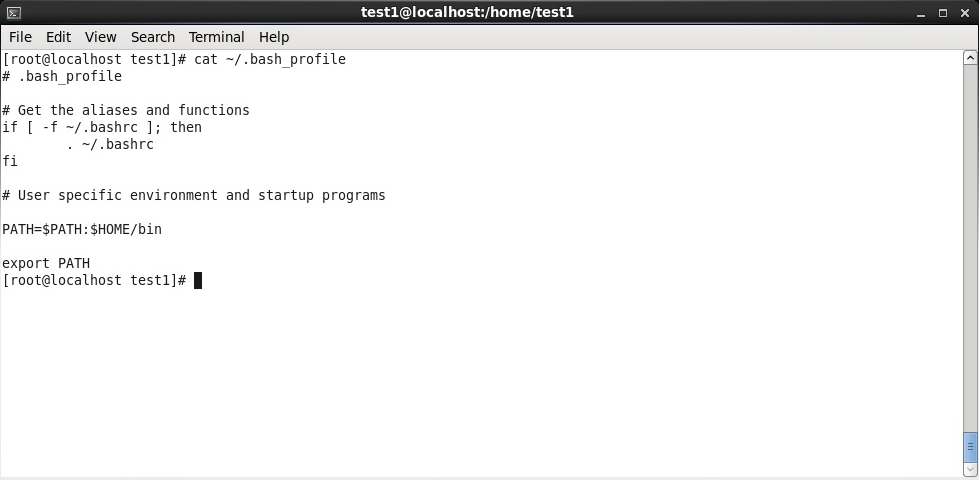 test1@localhost:/home/test1
File Edit View Search Terminal Help
[root@localhost test1]# cat ~/.bash_profile
# .bash_profile
# Get the aliases and functions
if [ -f ~/.bashrc ]; then
        . ~/.bashrc
fi
# User specific environment and startup programs
PATH=$PATH:$HOME/bin
export PATH
[root@localhost test1]#